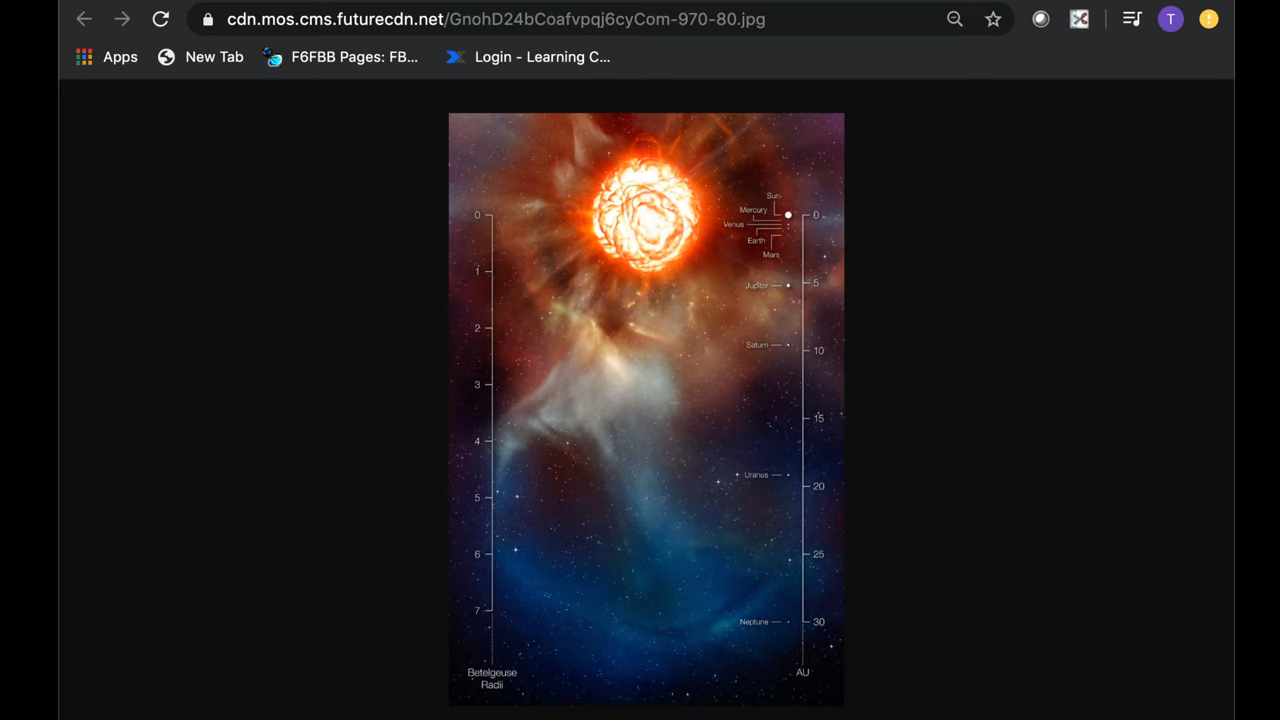 cdn.mos.cms.futurecdn.net/GnohD24bCoafvpqj6cyCom-970-80.jpg
T
Apps
New Tab
F6FBB Pages: FB...
Login - Learning C...
Sun
Mercury
Venus
Earth
Mars
Jupiter
Saturn
Uranus
Neptune
0
1
2
3
4
5
6
7
Betelgeuse
Radii
0
5
10
15
20
25
30
AU